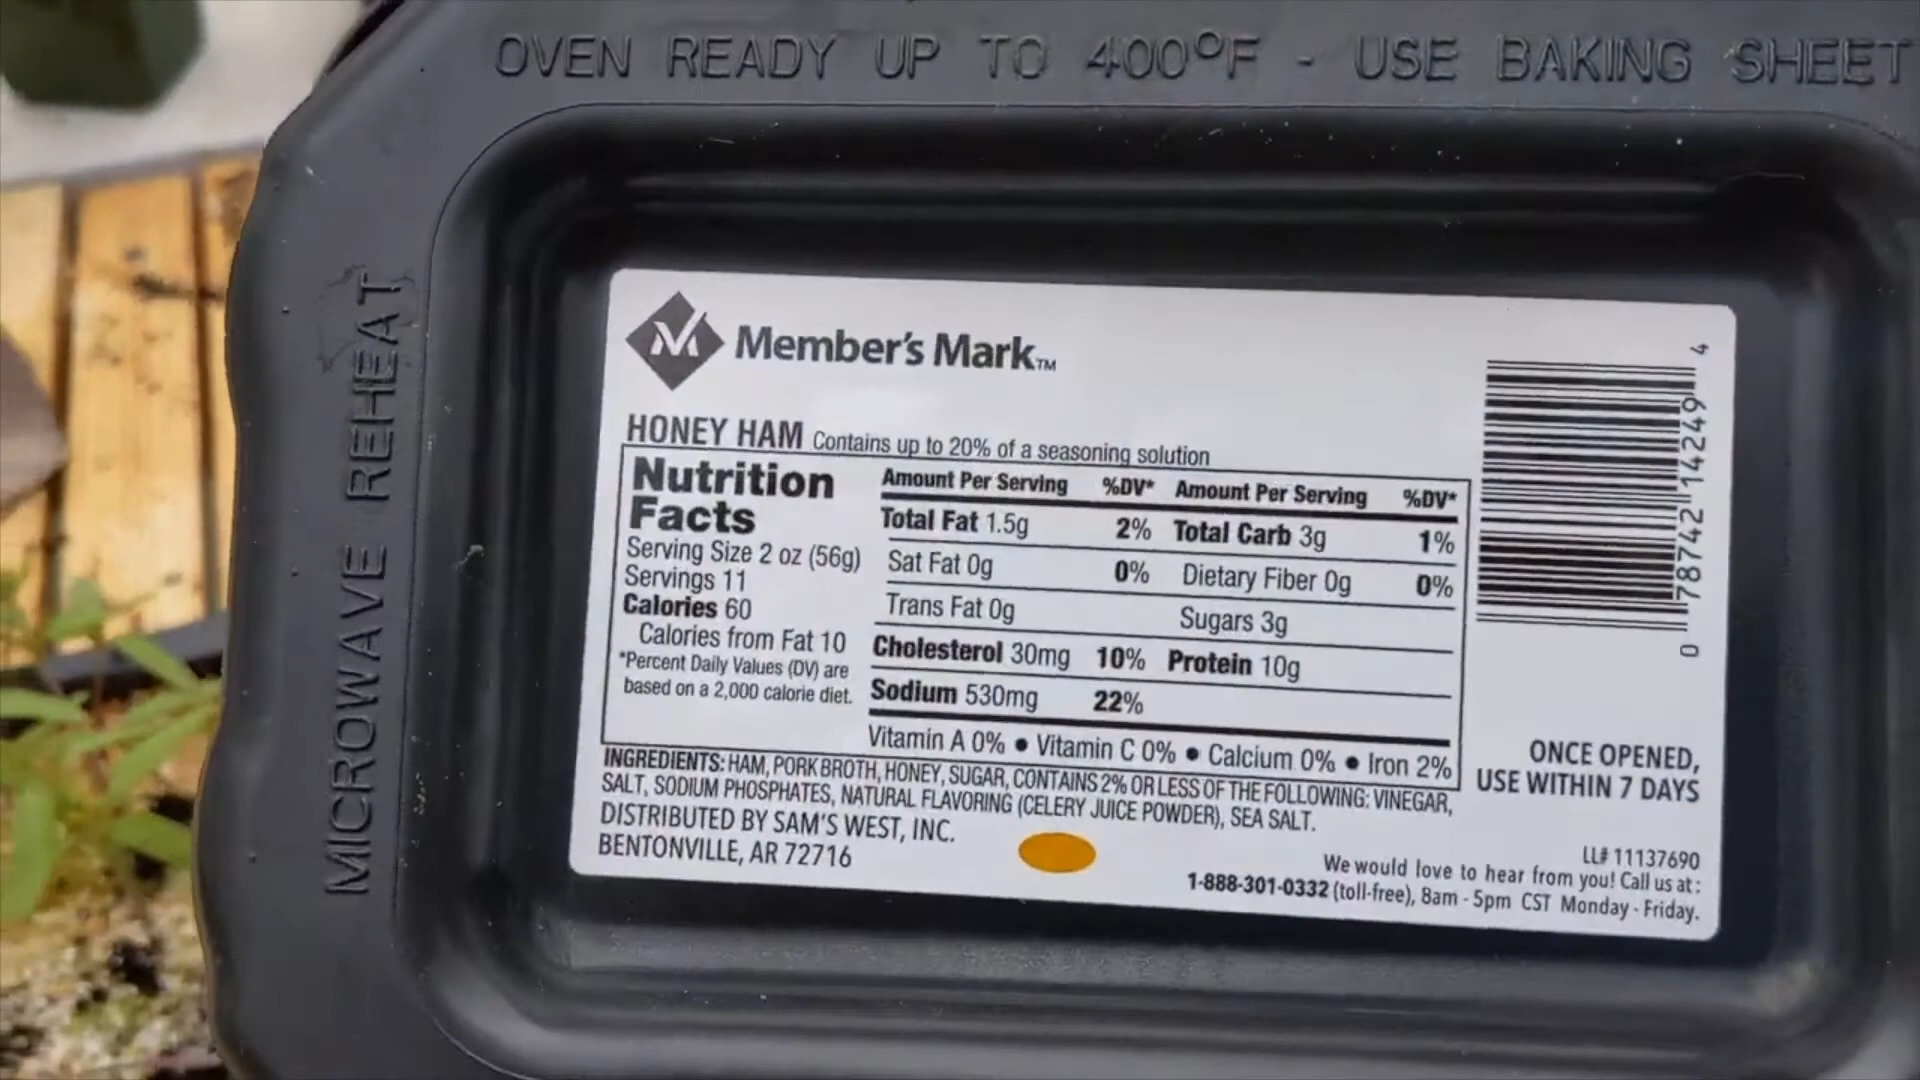 OVEN READY UP TO 400°F - USE BAKING SHEET
MICROWAVE REHEAT
Member's Mark™
HONEY HAM Contains up to 20% of a seasoning solution
Nutrition
Facts
Serving Size 2 oz (56g)
Servings 11
Calories 60
Calories from Fat 10
*Percent Daily Values (DV) are
based on a 2,000 calorie diet.
Amount Per Serving %DV* Amount Per Serving %DV*
Total Fat 1.5g 2% Total Carb 3g 1%
Sat Fat 0g 0% Dietary Fiber 0g 0%
Trans Fat 0g Sugars 3g
Cholesterol 30mg 10% Protein 10g
Sodium 530mg 22%
Vitamin A 0% • Vitamin C 0% • Calcium 0% • Iron 2%
INGREDIENTS: HAM, PORK BROTH, HONEY, SUGAR, CONTAINS 2% OR LESS OF THE FOLLOWING: VINEGAR,
SALT, SODIUM PHOSPHATES, NATURAL FLAVORING (CELERY JUICE POWDER), SEA SALT.
DISTRIBUTED BY SAM'S WEST, INC.
BENTONVILLE, AR 72716
0 78742 14249 4
ONCE OPENED,
USE WITHIN 7 DAYS
LL# 11137690
We would love to hear from you! Call us at:
1-888-301-0332 (toll-free), 8am - 5pm CST Monday - Friday.